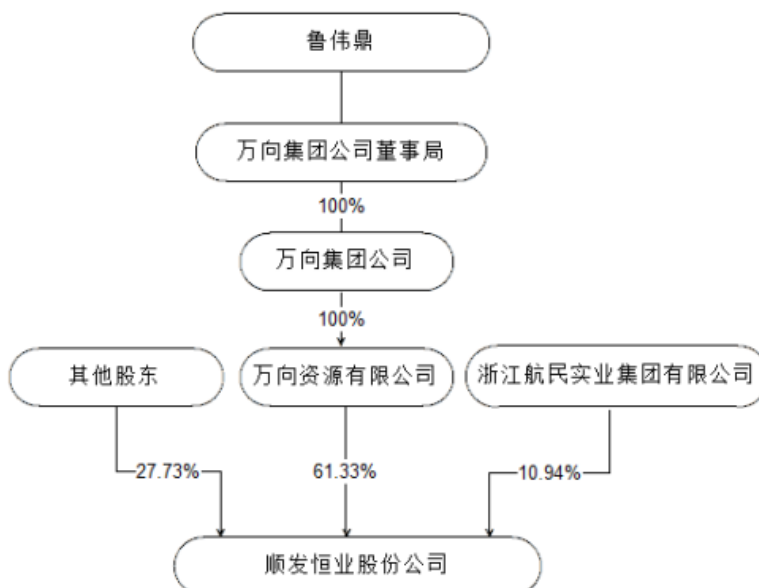 鲁伟鼎
万向集团公司董事局
100%
万向集团公司
100%
其他股东
万向资源有限公司
浙江航民实业集团有限公司
27.73%
61.33%
10.94%
顺发恒业股份公司